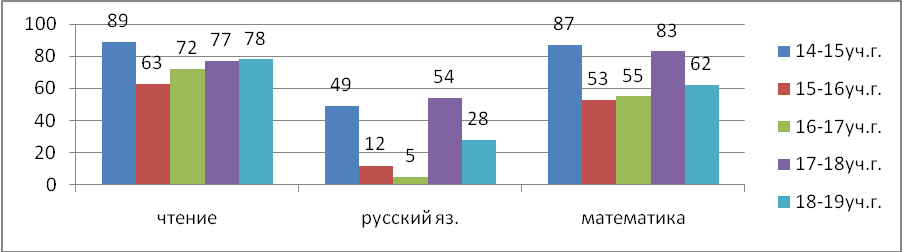 100
80
60
40
20
0
89
63
72
77
78
49
12
5
54
28
87
53
55
83
62
чтение
русский яз.
математика
14-15уч.г.
15-16уч.г.
16-17уч.г.
17-18уч.г.
18-19уч.г.